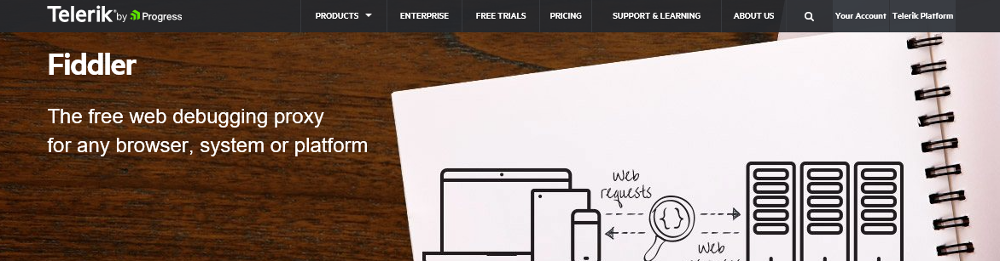 Telerik by Progress
PRODUCTS
ENTERPRISE
FREE TRIALS
PRICING
SUPPORT & LEARNING
ABOUT US
Your Account
Telerik Platform
Fiddler
The free web debugging proxy
for any browser, system or platform
Web
requests
{}
Web